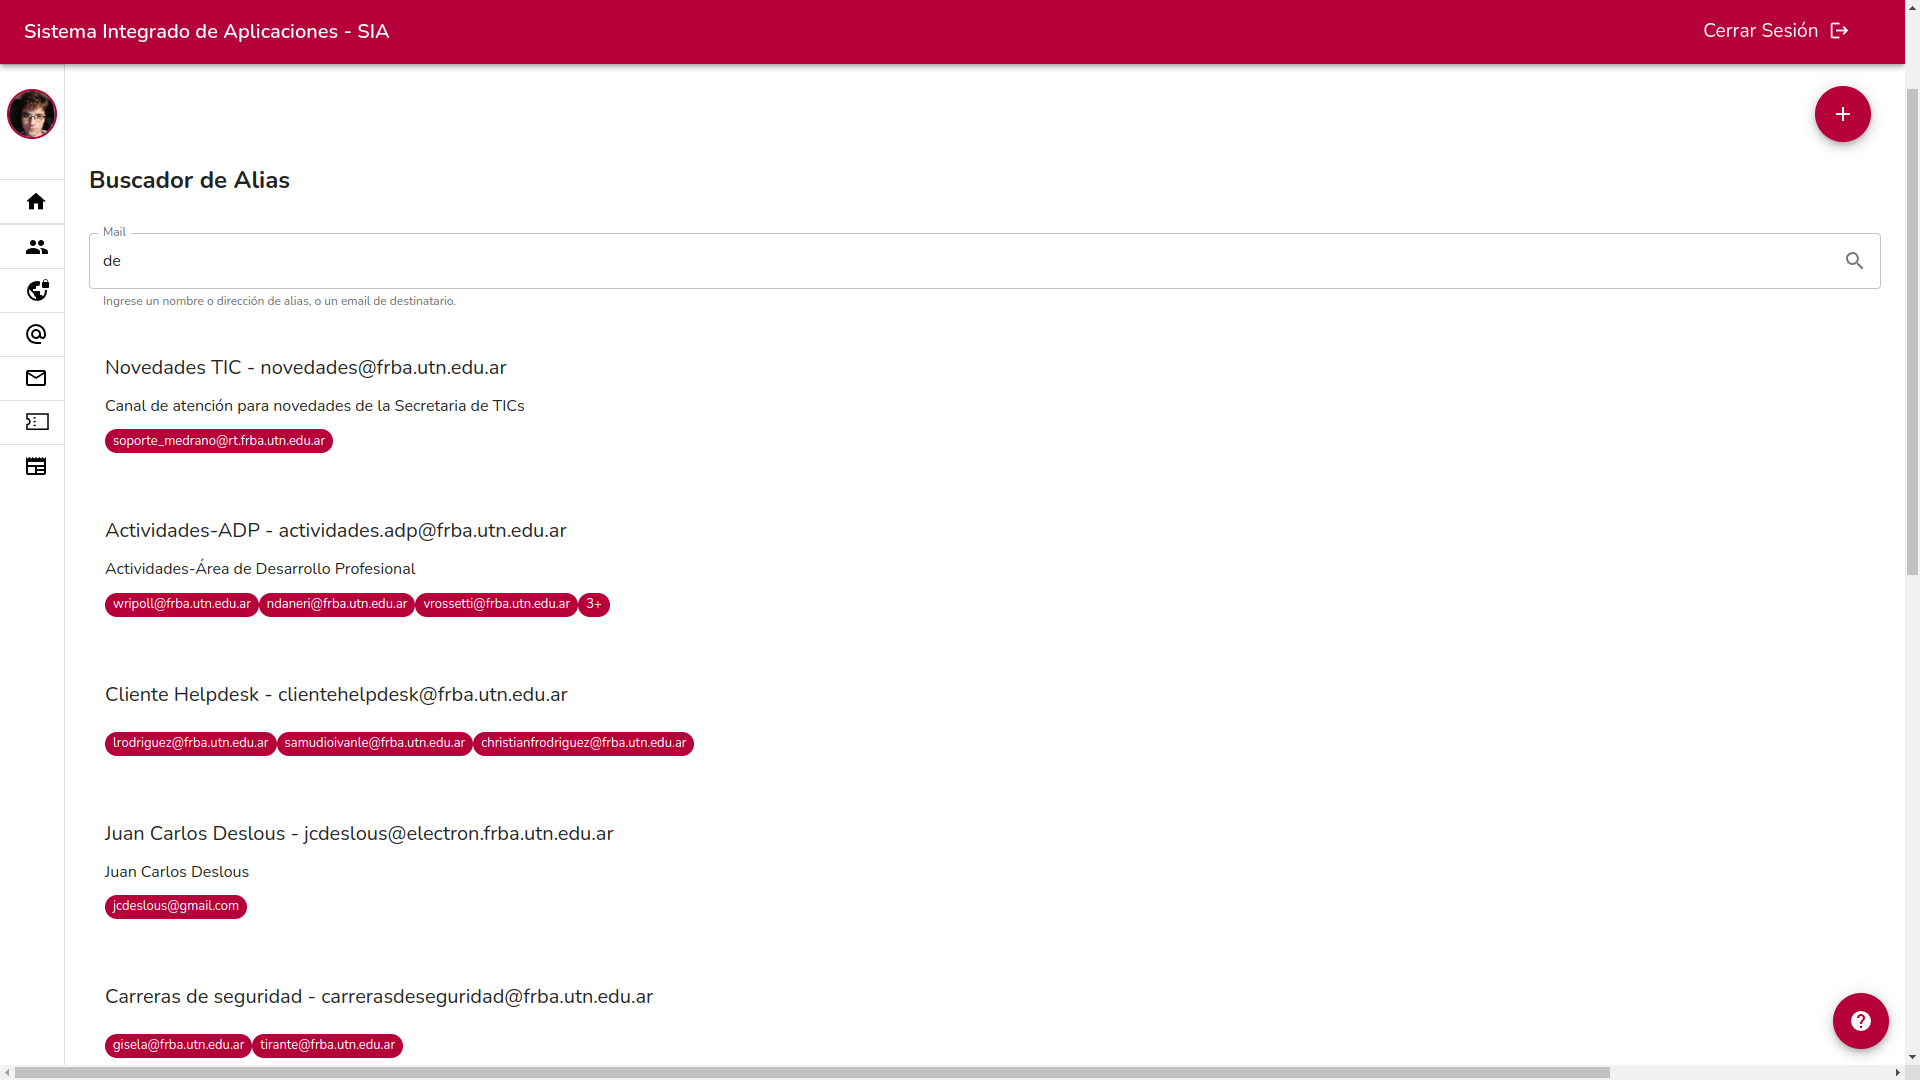 Sistema Integrado de Aplicaciones - SIA
Cerrar Sesión
Buscador de Alias
Mail
de
Ingrese un nombre o dirección de alias, o un email de destinatario.
Novedades TIC - novedades@frba.utn.edu.ar
Canal de atención para novedades de la Secretaria de TICs
soporte_medrano@rt.frba.utn.edu.ar
Actividades-ADP - actividades.adp@frba.utn.edu.ar
Actividades-Área de Desarrollo Profesional
wripoll@frba.utn.edu.ar ndaneri@frba.utn.edu.ar vrossetti@frba.utn.edu.ar 3+
Cliente Helpdesk - clientehelpdesk@frba.utn.edu.ar
lrodriguez@frba.utn.edu.ar samudioivanle@frba.utn.edu.ar christianfrodriguez@frba.utn.edu.ar
Juan Carlos Deslous - jcdeslous@electron.frba.utn.edu.ar
Juan Carlos Deslous
jcdeslous@gmail.com
Carreras de seguridad - carrerasdeseguridad@frba.utn.edu.ar
gisela@frba.utn.edu.ar tirante@frba.utn.edu.ar